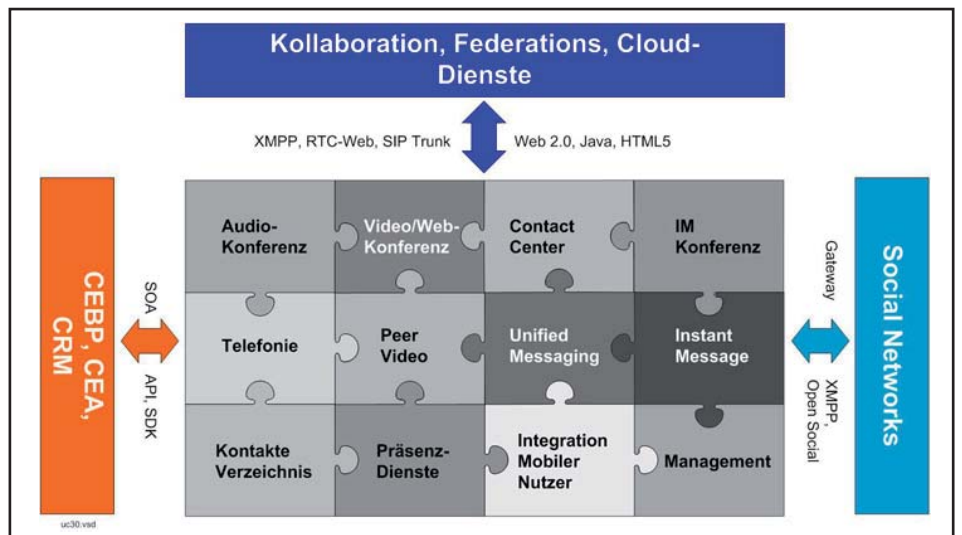 Kollaboration, Federations, Cloud-
Dienste
XMPP, RTC-Web, SIP Trunk
Web 2.0, Java, HTML5
CEBP, CEA,
CRM
SOA
API, SDK
Audio-
Konferenz
Video/Web-
Konferenz
Contact
Center
IM
Konferenz
Telefonie
Peer
Video
Unified
Messaging
Instant
Message
Kontakte
Verzeichnis
Präsenz-
Dienste
Integration
Mobiler
Nutzer
Management
Gateway
XMPP,
Open Social
Social Networks
uc30.vsd